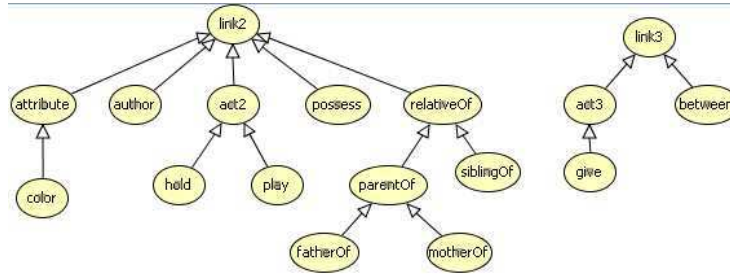 link2
link3
attribute author act2 possess relativeOf act3 between
color hold play parentOf siblingOf give
fatherOf motherOf